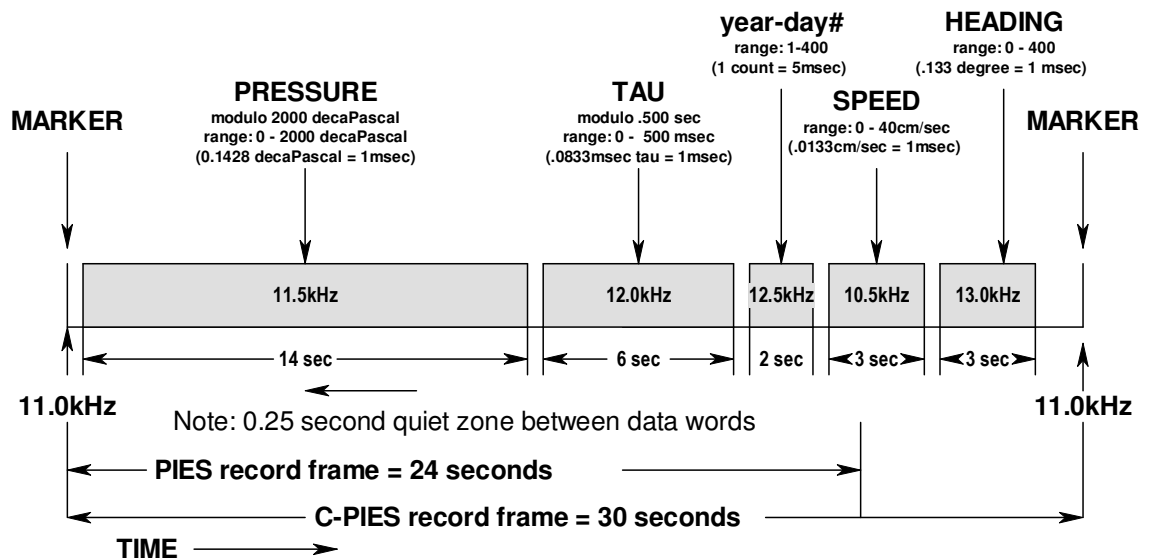 year-day#
range: 1-400
(1 count = 5msec)
HEADING
range: 0 - 400
(.133 degree = 1 msec)
PRESSURE
modulo 2000 decaPascal
range: 0 - 2000 decaPascal
(0.1428 decaPascal = 1msec)
TAU
modulo .500 sec
range: 0 - 500 msec
(.0833msec tau = 1msec)
SPEED
range: 0 - 40cm/sec
(.0133cm/sec = 1msec)
MARKER
MARKER
11.5kHz
12.0kHz
12.5kHz
10.5kHz
13.0kHz
14 sec
6 sec
2 sec
3 sec
3 sec
11.0kHz
11.0kHz
Note: 0.25 second quiet zone between data words
PIES record frame = 24 seconds
C-PIES record frame = 30 seconds
TIME